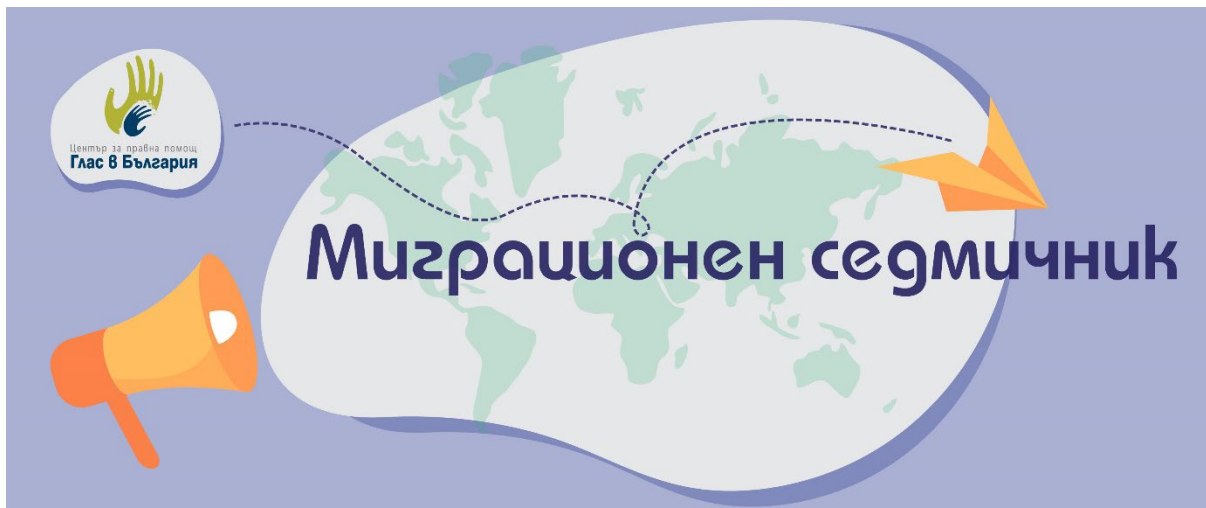 Център за правна помощ
Глас в България
Миграционен седмичник